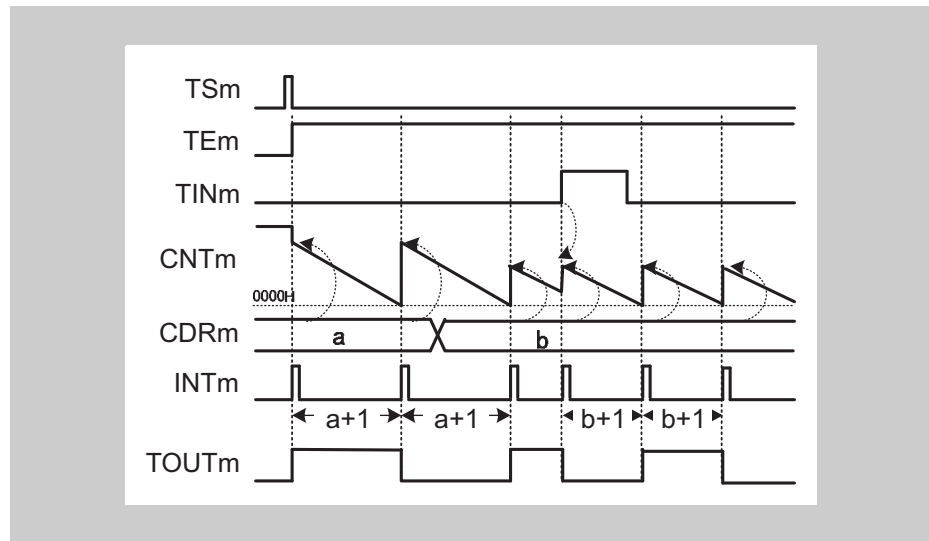 TSm
TEm
TINm
CNTm
0000H
CDRm
a
b
INTm
a+1
a+1
b+1
b+1
TOUTm